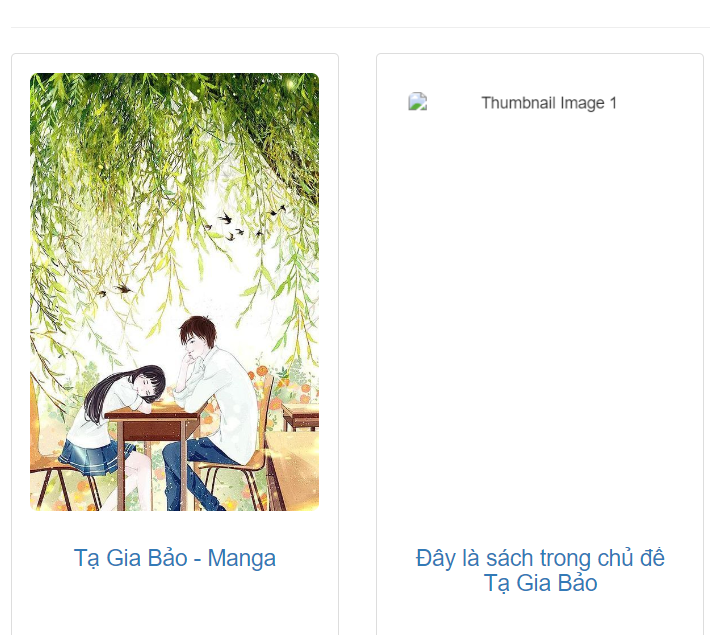 Thumbnail Image 1
Tạ Gia Bảo - Manga
Đây là sách trong chủ đề
Tạ Gia Bảo